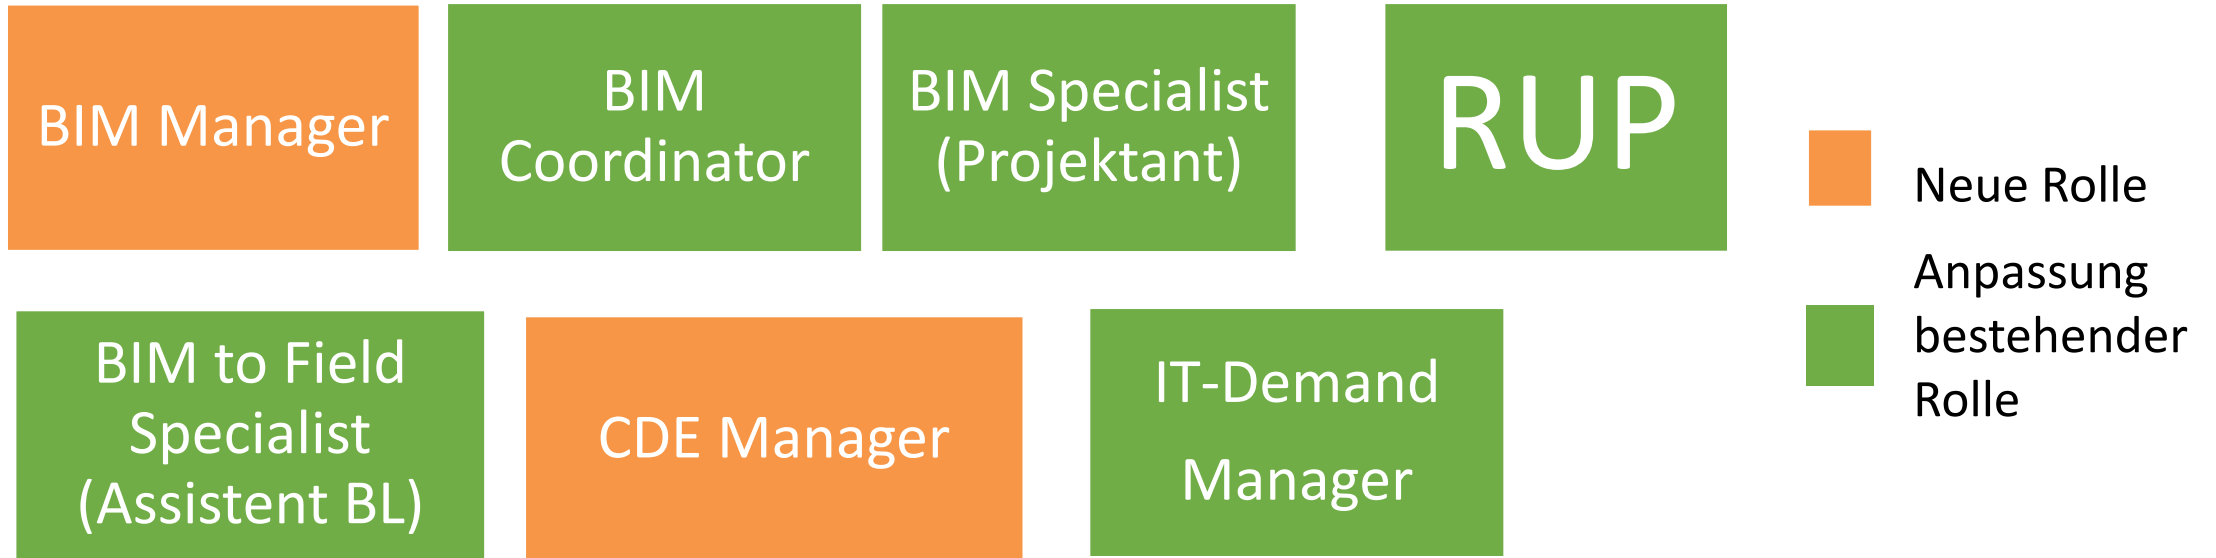 BIM Manager
BIM
Coordinator
BIM Specialist
(Projektant)
RUP
BIM to Field
Specialist
(Assistent BL)
CDE Manager
IT-Demand
Manager
Neue Rolle
Anpassung
bestehender
Rolle